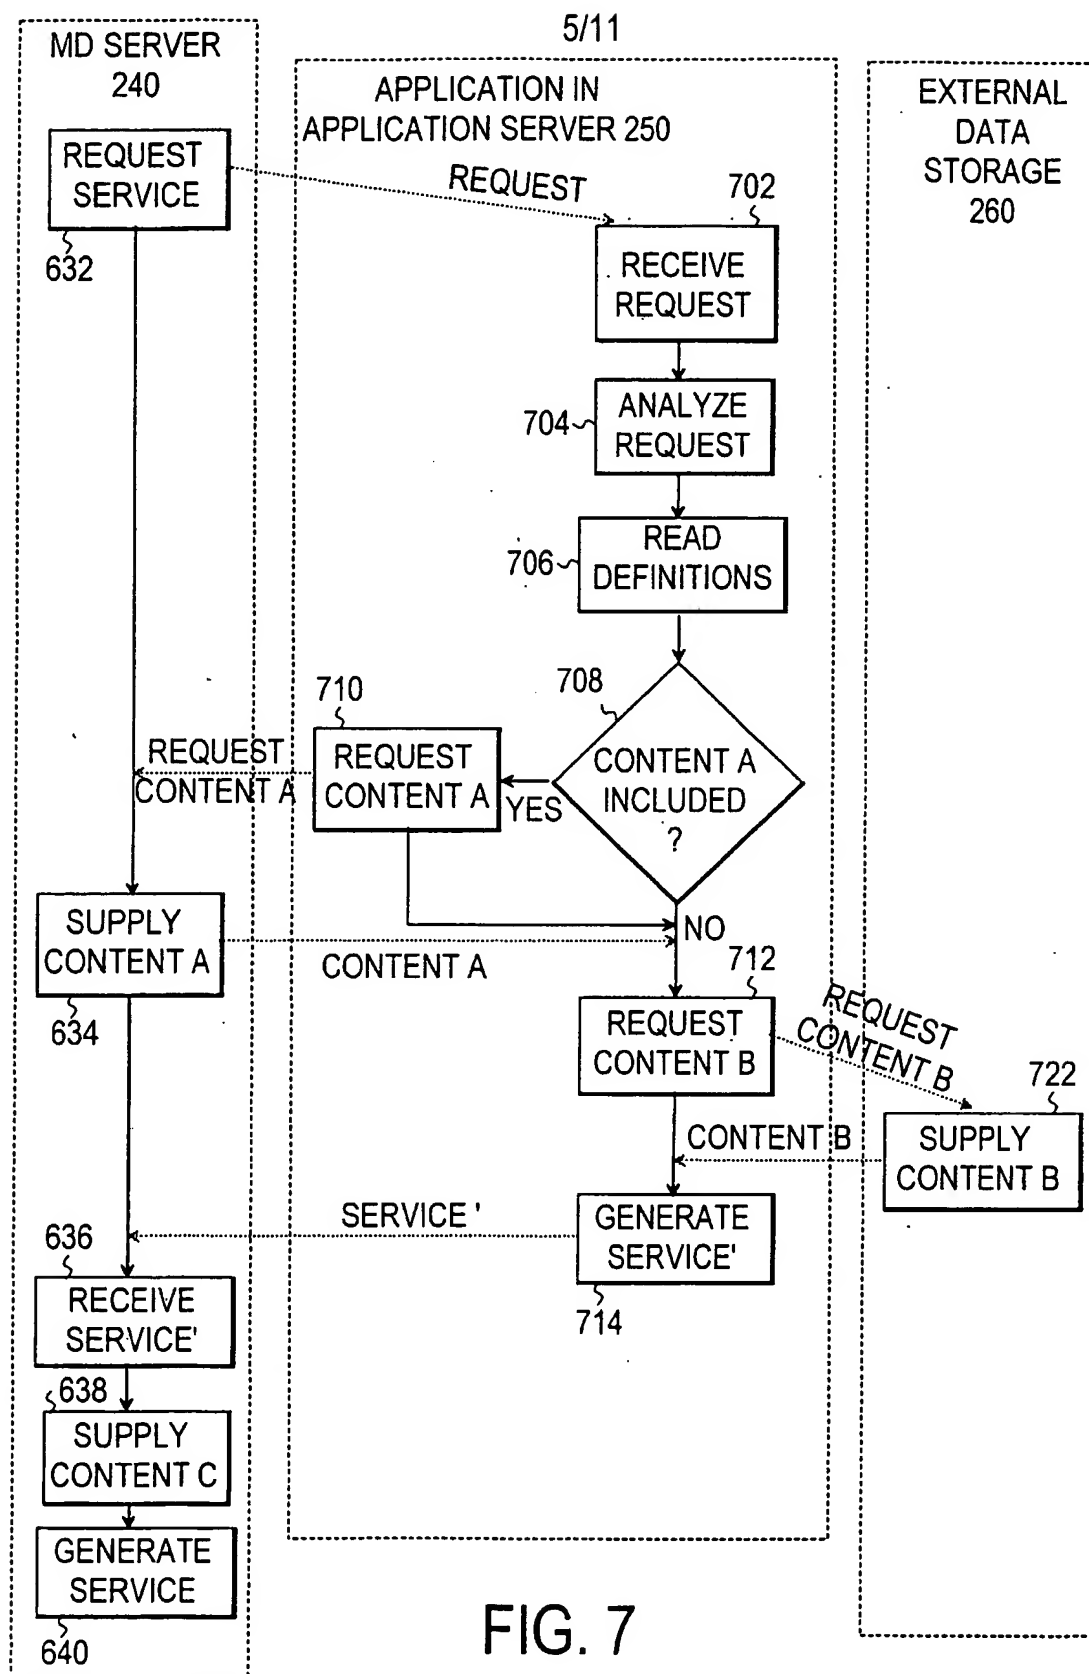 5/11
MD SERVER
240
APPLICATION IN
APPLICATION SERVER 250
EXTERNAL
DATA
STORAGE
260
REQUEST
SERVICE
632
REQUEST
702
RECEIVE
REQUEST
704
ANALYZE
REQUEST
706
READ
DEFINITIONS
708
CONTENT A
INCLUDED
?
YES
NO
710
REQUEST
CONTENT A
REQUEST
CONTENT A
SUPPLY
CONTENT A
634
CONTENT A
712
REQUEST
CONTENT B
REQUEST
CONTENT B
722
SUPPLY
CONTENT B
CONTENT B
GENERATE
SERVICE'
714
SERVICE '
636
RECEIVE
SERVICE'
638
SUPPLY
CONTENT C
GENERATE
SERVICE
640
FIG. 7